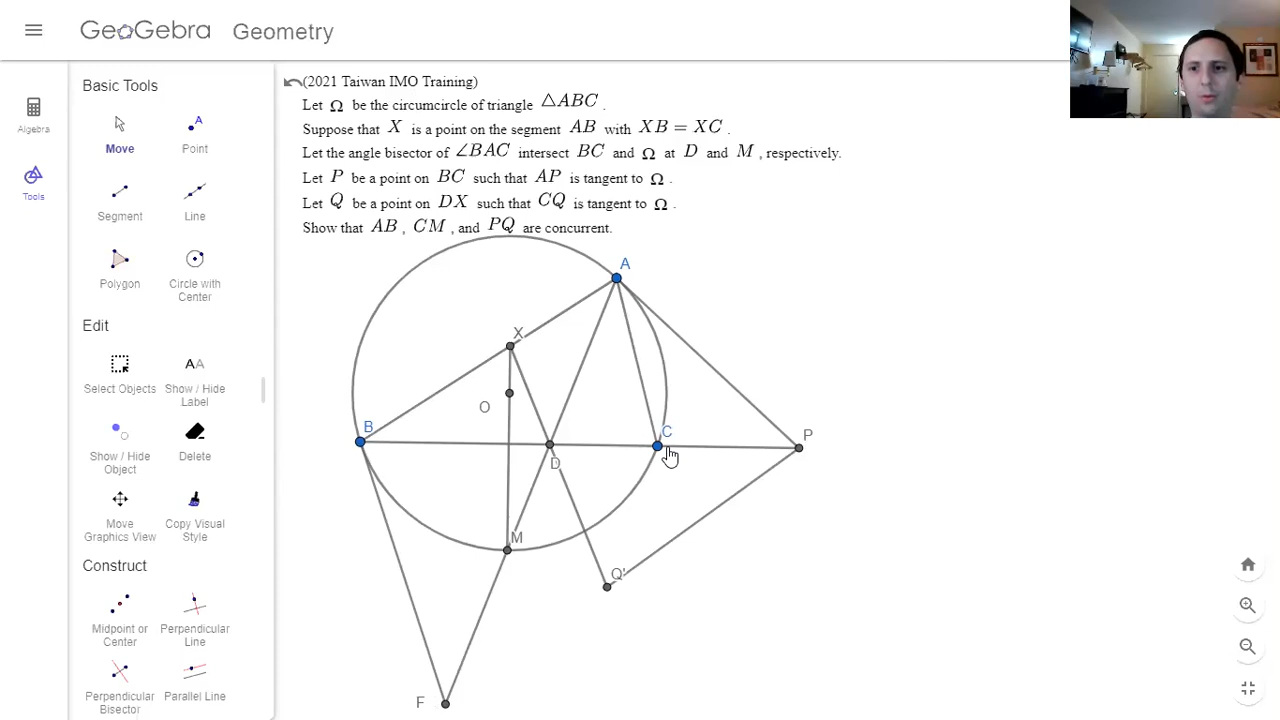 GeoGebra Geometry
Basic Tools
Algebra
Tools
Move
Point
Segment
Line
Polygon
Circle with
Center
Edit
Select Objects
Show / Hide
Label
AA
Show / Hide
Object
Delete
Move
Graphics View
Copy Visual
Style
Construct
Midpoint or
Center
Perpendicular
Line
Perpendicular
Bisector
Parallel Line
A
(2021 Taiwan IMO Training)
Let Ω be the circumcircle of triangle △ABC .
Suppose that X is a point on the segment AB with XB = XC .
Let the angle bisector of ∠BAC intersect BC and Ω at D and M , respectively.
Let P be a point on BC such that AP is tangent to Ω .
Let Q be a point on DX such that CQ is tangent to Ω .
Show that AB , CM , and PQ are concurrent.
A
X
O
B
C
P
D
M
Q'
F